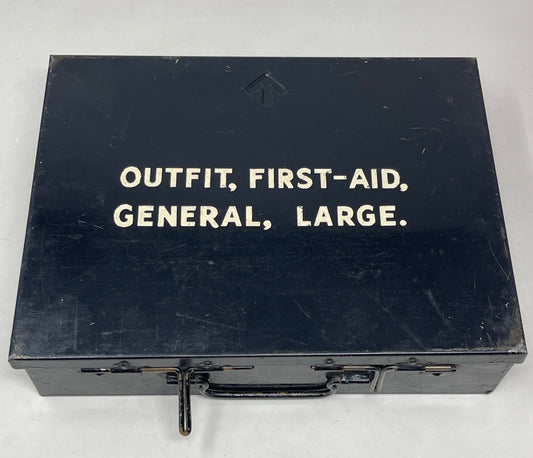 OUTFIT, FIRST-AID,
GENERAL, LARGE.